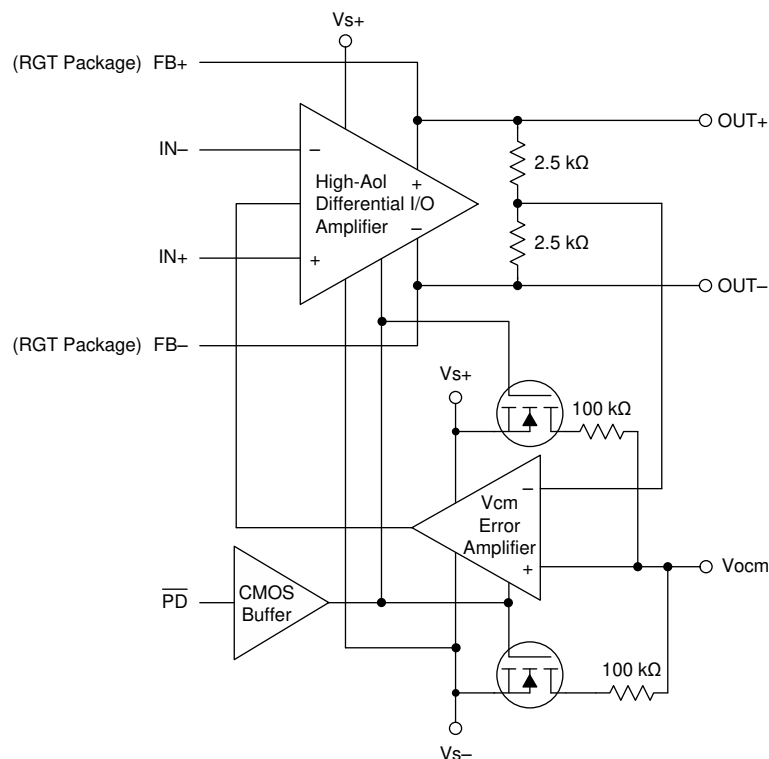 Vs+
(RGT Package) FB+
OUT+
IN–
–
2.5 kΩ
High-Aol
+
Differential I/O
Amplifier
–
2.5 kΩ
IN+
+
OUT–
(RGT Package) FB–
Vs+
100 kΩ
–
Vcm
Error
Amplifier
+
Vocm
PD
CMOS
Buffer
100 kΩ
Vs–